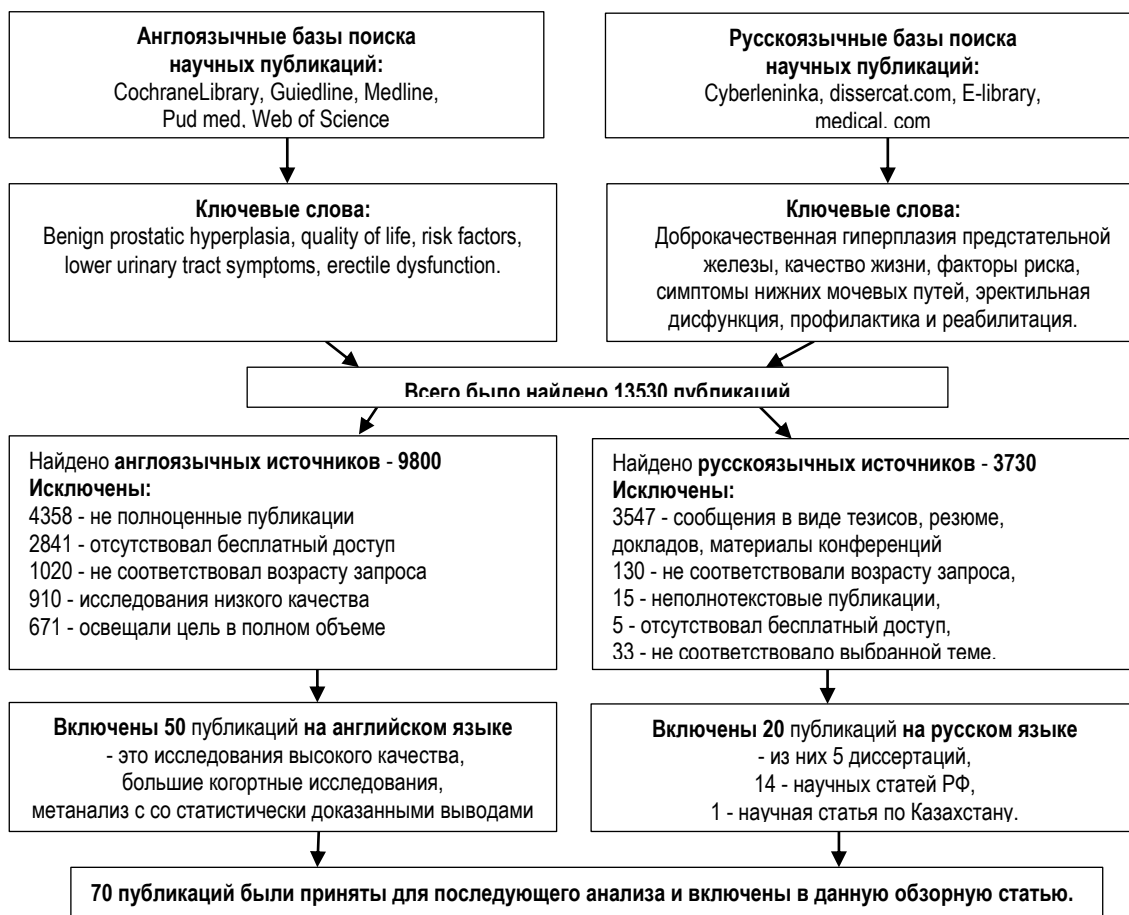 Англоязычные базы поиска
научных публикаций:
CochraneLibrary, Guiedline, Medline,
Pud med, Web of Science
Русскоязычные базы поиска
научных публикаций:
Cyberleninka, dissercat.com, E-library,
medical. com
Ключевые слова:
Benign prostatic hyperplasia, quality of life, risk factors,
lower urinary tract symptoms, erectile dysfunction.
Ключевые слова:
Доброкачественная гиперплазия предстательной
железы, качество жизни, факторы риска,
симптомы нижних мочевых путей, эректильная
дисфункция, профилактика и реабилитация.
Всего было найдено 13530 публикаций
Найдено англоязычных источников - 9800
Исключены:
4358 - не полноценные публикации
2841 - отсутствовал бесплатный доступ
1020 - не соответствовал возрасту запроса
910 - исследования низкого качества
671 - освещали цель в полном объеме
Найдено русскоязычных источников - 3730
Исключены:
3547 - сообщения в виде тезисов, резюме,
докладов, материалы конференций
130 - не соответствовали возрасту запроса,
15 - неполнотекстовые публикации,
5 - отсутствовал бесплатный доступ,
33 - не соответствовало выбранной теме.
Включены 50 публикаций на английском языке
- это исследования высокого качества,
большие когортные исследования,
метанализ с со статистически доказанными выводами
Включены 20 публикаций на русском языке
- из них 5 диссертаций,
14 - научных статей РФ,
1 - научная статья по Казахстану.
70 публикаций были приняты для последующего анализа и включены в данную обзорную статью.